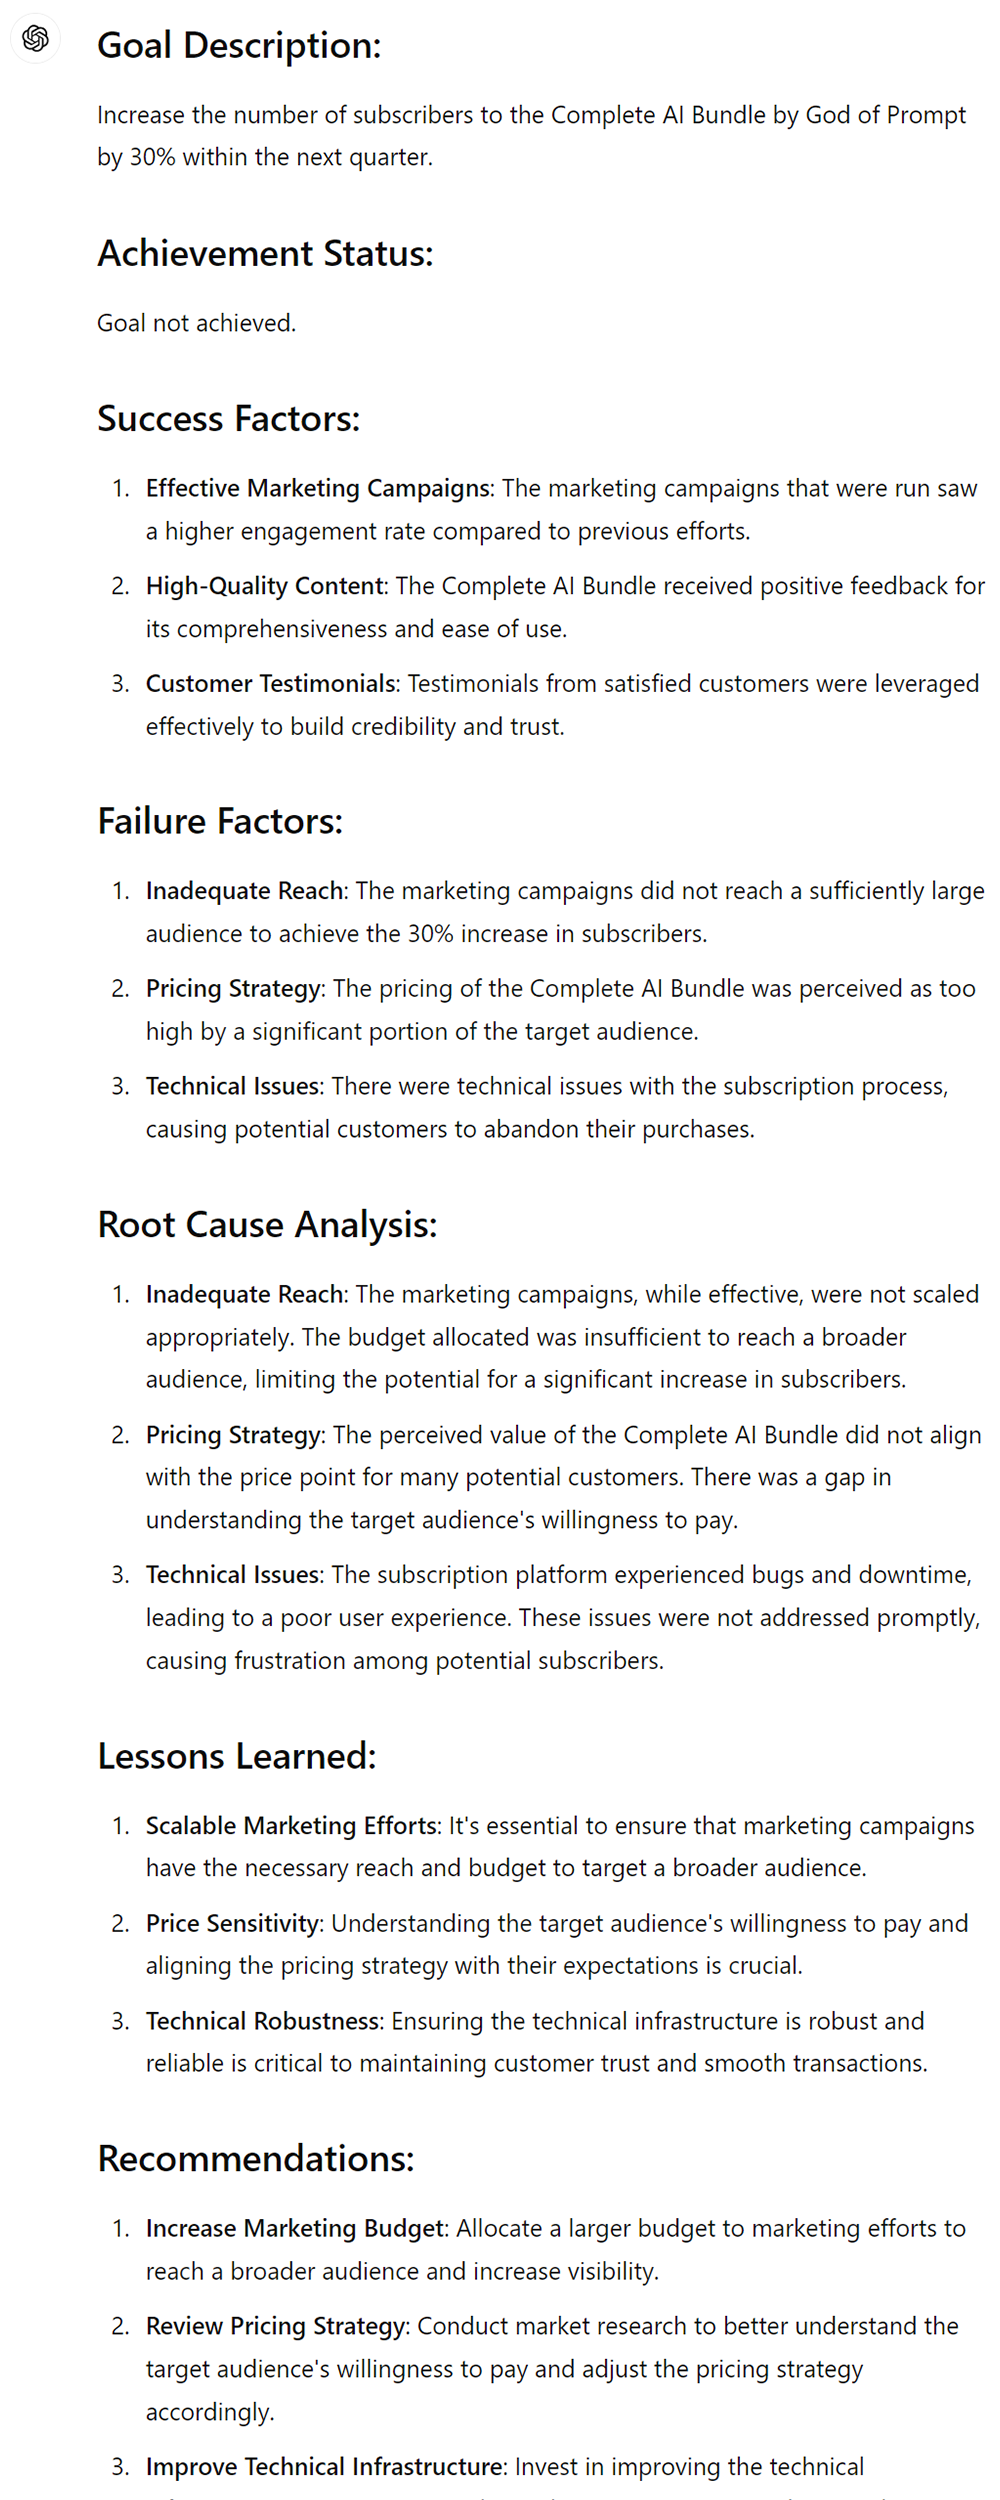 Goal Description:
Increase the number of subscribers to the Complete AI Bundle by God of Prompt
by 30% within the next quarter.
Achievement Status:
Goal not achieved.
Success Factors:
1. Effective Marketing Campaigns: The marketing campaigns that were run saw
a higher engagement rate compared to previous efforts.
2. High-Quality Content: The Complete AI Bundle received positive feedback for
its comprehensiveness and ease of use.
3. Customer Testimonials: Testimonials from satisfied customers were leveraged
effectively to build credibility and trust.
Failure Factors:
1. Inadequate Reach: The marketing campaigns did not reach a sufficiently large
audience to achieve the 30% increase in subscribers.
2. Pricing Strategy: The pricing of the Complete AI Bundle was perceived as too
high by a significant portion of the target audience.
3. Technical Issues: There were technical issues with the subscription process,
causing potential customers to abandon their purchases.
Root Cause Analysis:
1. Inadequate Reach: The marketing campaigns, while effective, were not scaled
appropriately. The budget allocated was insufficient to reach a broader
audience, limiting the potential for a significant increase in subscribers.
2. Pricing Strategy: The perceived value of the Complete AI Bundle did not align
with the price point for many potential customers. There was a gap in
understanding the target audience's willingness to pay.
3. Technical Issues: The subscription platform experienced bugs and downtime,
leading to a poor user experience. These issues were not addressed promptly,
causing frustration among potential subscribers.
Lessons Learned:
1. Scalable Marketing Efforts: It's essential to ensure that marketing campaigns
have the necessary reach and budget to target a broader audience.
2. Price Sensitivity: Understanding the target audience's willingness to pay and
aligning the pricing strategy with their expectations is crucial.
3. Technical Robustness: Ensuring the technical infrastructure is robust and
reliable is critical to maintaining customer trust and smooth transactions.
Recommendations:
1. Increase Marketing Budget: Allocate a larger budget to marketing efforts to
reach a broader audience and increase visibility.
2. Review Pricing Strategy: Conduct market research to better understand the
target audience's willingness to pay and adjust the pricing strategy
accordingly.
3. Improve Technical Infrastructure: Invest in improving the technical